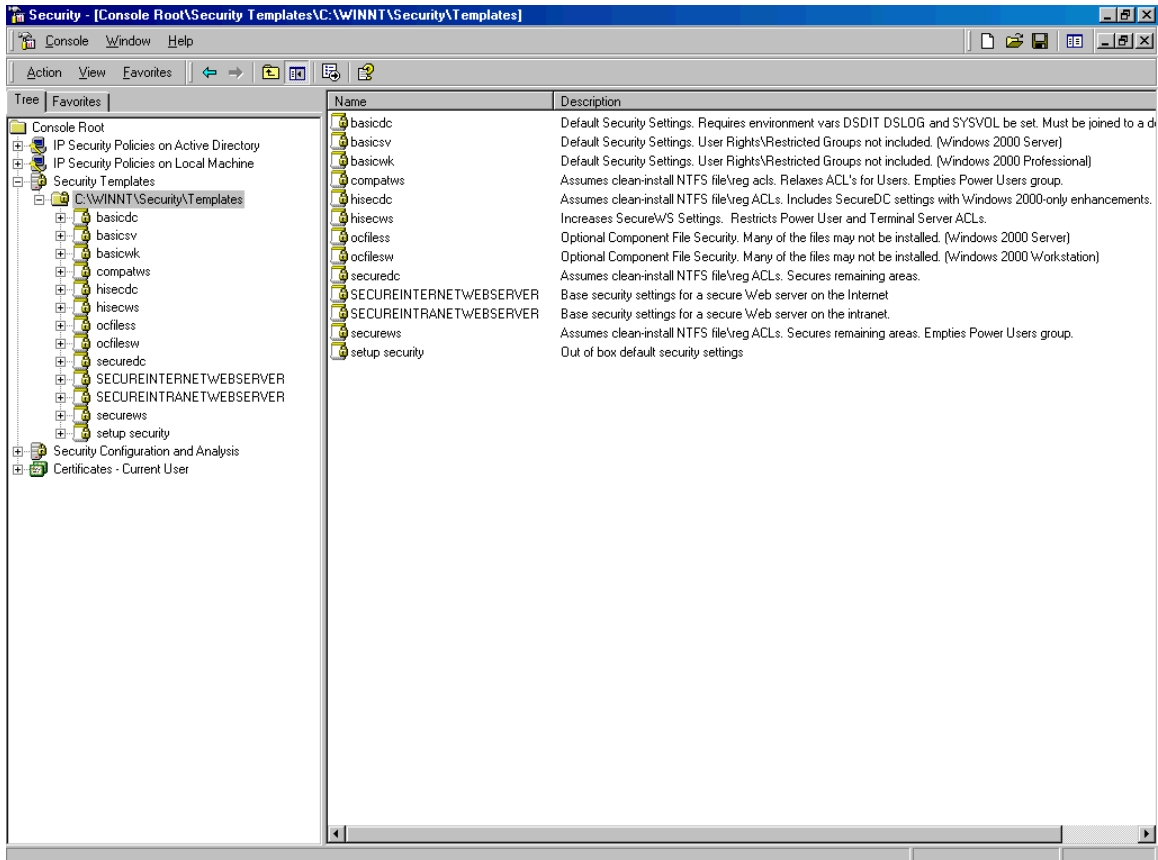 Security - [Console Root\Security Templates\C:\WINNT\Security\Templates]
Console Window Help
Action View Favorites
Tree Favorites
Console Root
IP Security Policies on Active Directory
IP Security Policies on Local Machine
Security Templates
C:\WINNT\Security\Templates
basicdc
basicsv
basicwk
compatws
hisecdc
hisecws
ocfiless
ocfilesw
securedc
SECUREINTERNETWEBSERVER
SECUREINTRANETWEBSERVER
securews
setup security
Security Configuration and Analysis
Certificates - Current User
Name Description
basicdc Default Security Settings. Requires environment vars DSDIT DSLOG and SYSVOL be set. Must be joined to a d
basicsv Default Security Settings. User Rights\Restricted Groups not included. (Windows 2000 Server)
basicwk Default Security Settings. User Rights\Restricted Groups not included. (Windows 2000 Professional)
compatws Assumes clean-install NTFS file\reg acls. Relaxes ACL's for Users. Empties Power Users group.
hisecdc Assumes clean-install NTFS file\reg ACLs. Includes SecureDC settings with Windows 2000-only enhancements.
hisecws Increases SecureWS Settings. Restricts Power User and Terminal Server ACLs.
ocfiless Optional Component File Security. Many of the files may not be installed. (Windows 2000 Server)
ocfilesw Optional Component File Security. Many of the files may not be installed. (Windows 2000 Workstation)
securedc Assumes clean-install NTFS file\reg ACLs. Secures remaining areas.
SECUREINTERNETWEBSERVER Base security settings for a secure Web server on the Internet
SECUREINTRANETWEBSERVER Base security settings for a secure Web server on the intranet.
securews Assumes clean-install NTFS file\reg ACLs. Secures remaining areas. Empties Power Users group.
setup security Out of box default security settings